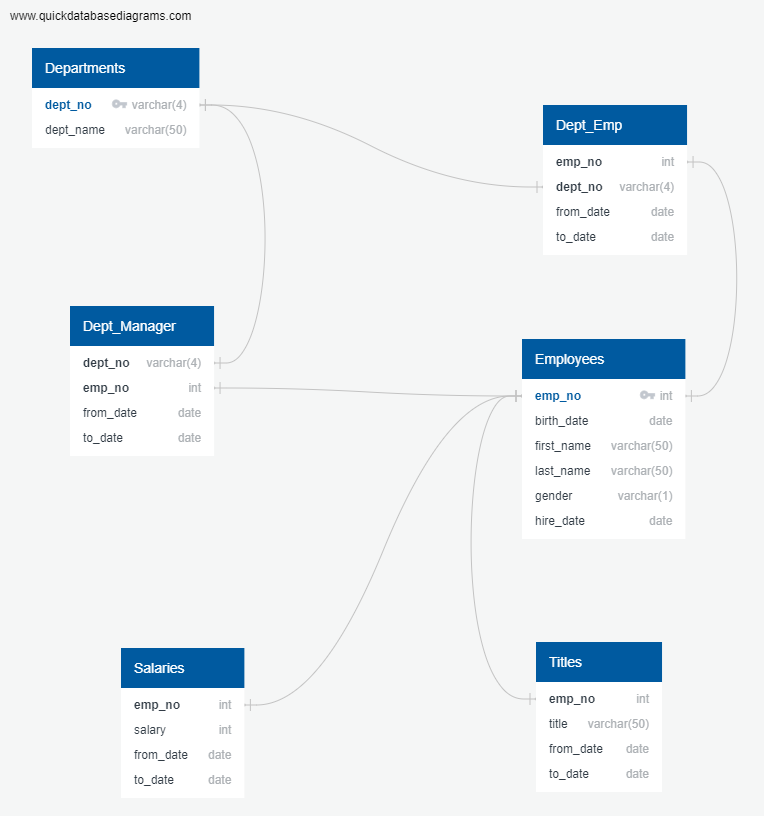 www.quickdatabasediagrams.com
Departments
dept_no varchar(4)
dept_name varchar(50)
Dept_Emp
emp_no int
dept_no varchar(4)
from_date date
to_date date
Dept_Manager
dept_no varchar(4)
emp_no int
from_date date
to_date date
Employees
emp_no int
birth_date date
first_name varchar(50)
last_name varchar(50)
gender varchar(1)
hire_date date
Salaries
emp_no int
salary int
from_date date
to_date date
Titles
emp_no int
title varchar(50)
from_date date
to_date date